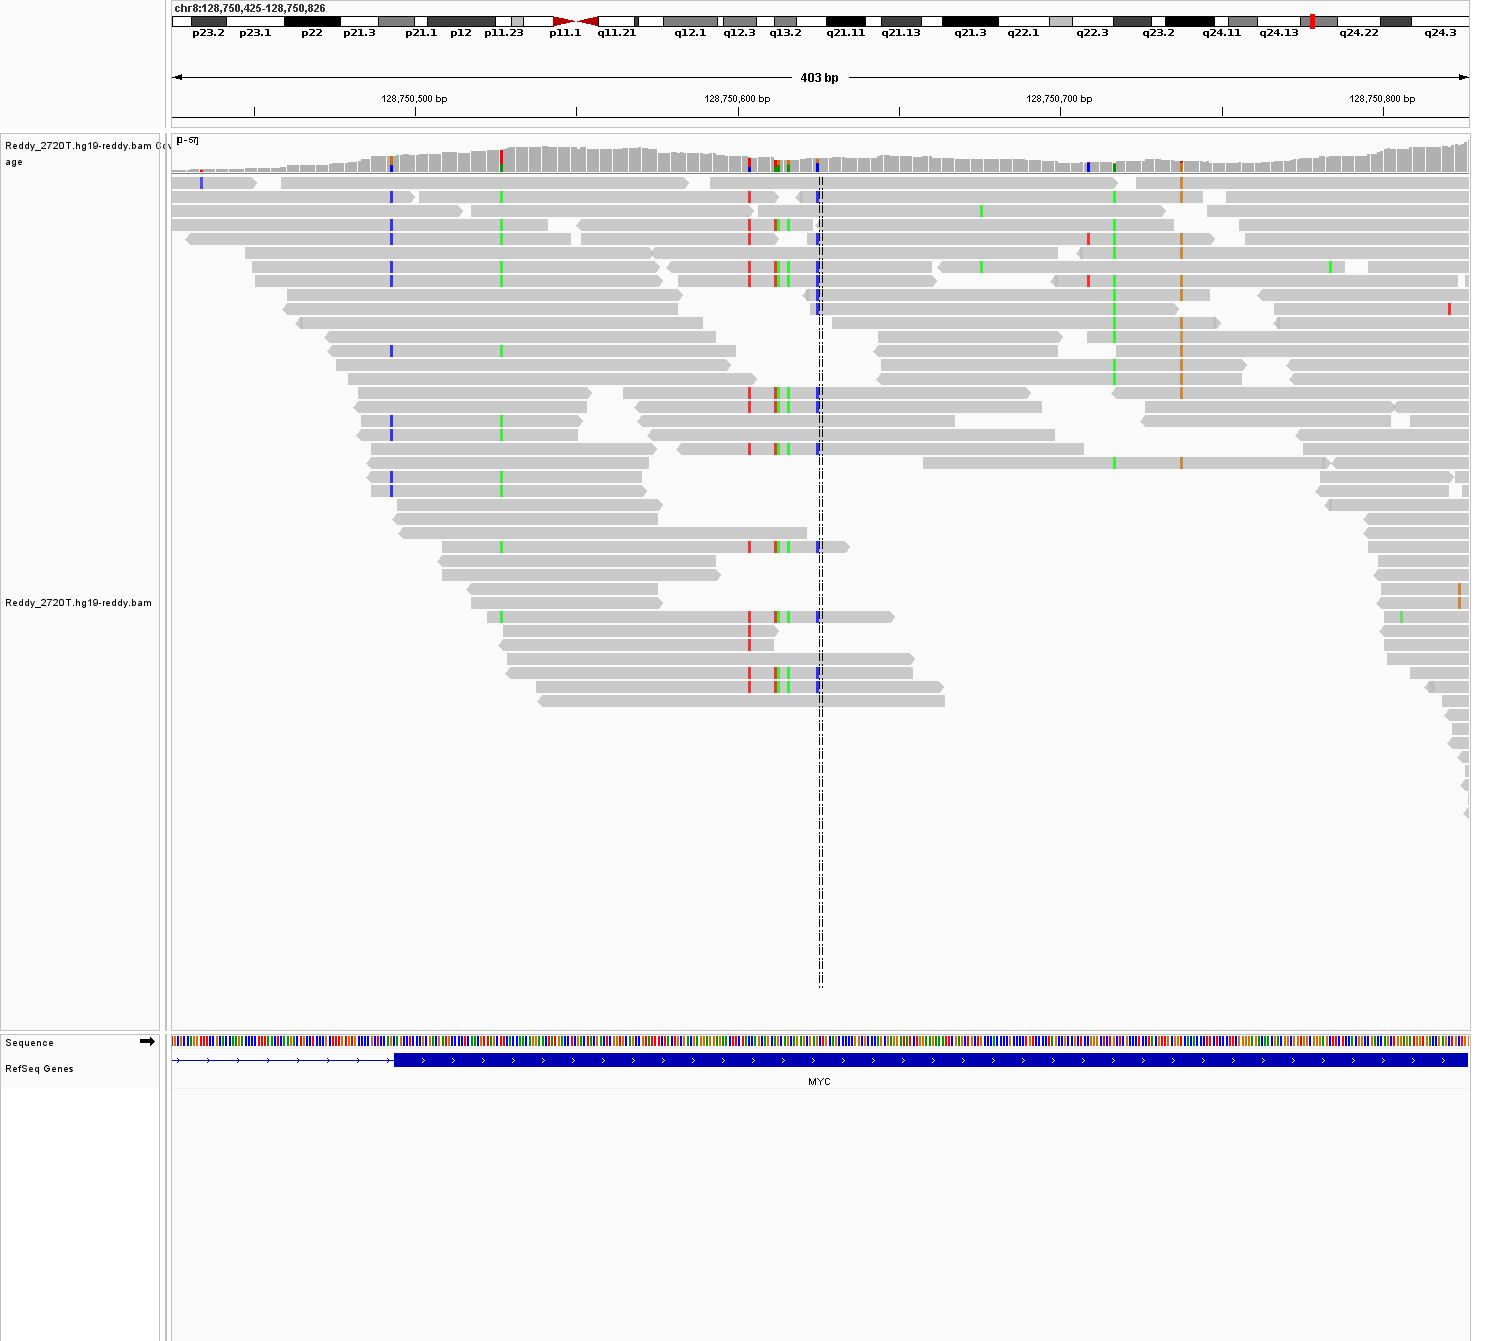 chr8:128,750,425-128,750,826
p23.2 p23.1 p22 p21.3 p21.1 p12 p11.23 p11.1 q11.21 q12.1 q12.3 q13.2 q21.11 q21.13 q21.3 q22.1 q22.3 q23.2 q24.11 q24.13 q24.22 q24.3
403 bp
128,750,500 bp 128,750,600 bp 128,750,700 bp 128,750,800 bp
Reddy_2720T.hg19-reddy.bam Cov
age
[0 - 57]
Reddy_2720T.hg19-reddy.bam
Sequence
RefSeq Genes
MYC